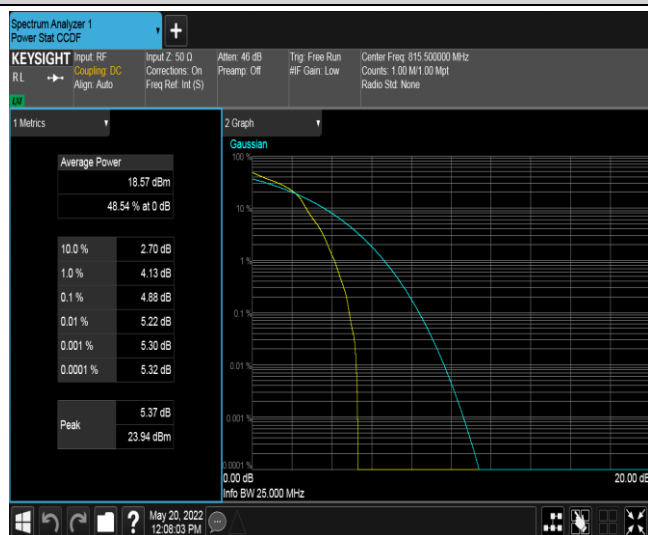 Spectrum Analyzer 1
Power Stat CCDF
+
KEYSIGHT
RL
LXI
Input: RF
Coupling: DC
Align: Auto
Input Z: 50 Ω
Corrections: On
Freq Ref: Int (S)
Atten: 46 dB
Preamp: Off
Trig: Free Run
#IF Gain: Low
Center Freq: 815.500000 MHz
Counts: 1.00 M/1.00 Mpt
Radio Std: None
1 Metrics
Average Power
18.57 dBm
48.54 % at 0 dB
10.0 % 2.70 dB
1.0 % 4.13 dB
0.1 % 4.88 dB
0.01 % 5.22 dB
0.001 % 5.30 dB
0.0001 % 5.32 dB
Peak
5.37 dB
23.94 dBm
2 Graph
Gaussian
100 %
10 %
1 %
0.1 %
0.01 %
0.001 %
0.0001 %
0.00 dB
20.00 dB
Info BW 25.000 MHz
?
May 20, 2022
12:08:03 PM